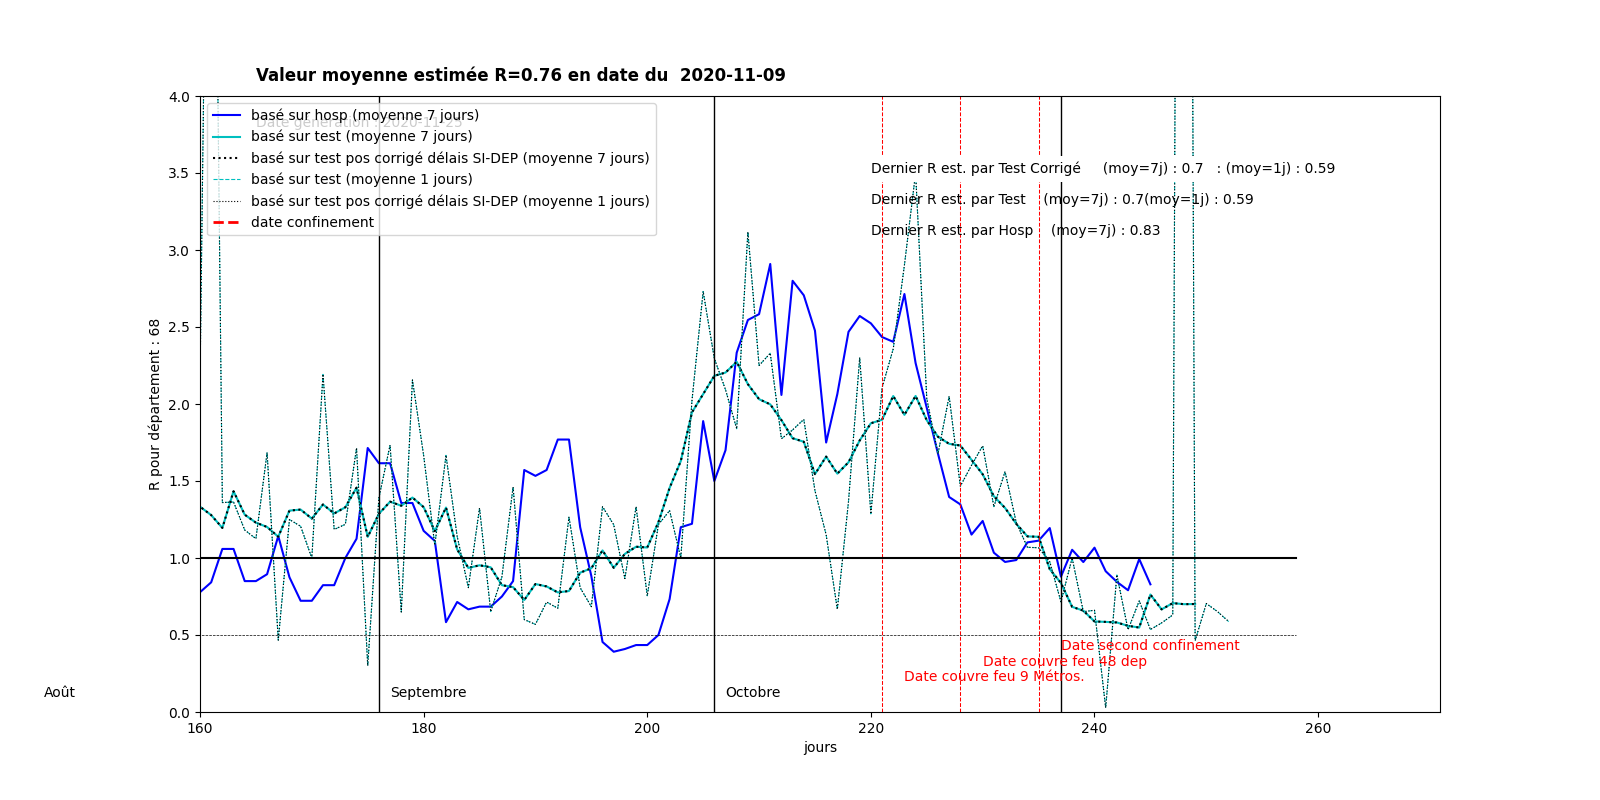 Valeur moyenne estimée R=0.76 en date du  2020-11-09
4.0
3.5
3.0
2.5
2.0
1.5
1.0
0.5
0.0
R pour département : 68
Date génération : 2020-11-23
basé sur hosp (moyenne 7 jours)
basé sur test (moyenne 7 jours)
basé sur test pos corrigé délais SI-DEP (moyenne 7 jours)
basé sur test (moyenne 1 jours)
basé sur test pos corrigé délais SI-DEP (moyenne 1 jours)
date confinement
Dernier R est. par Test Corrigé     (moy=7j) : 0.7   : (moy=1j) : 0.59
Dernier R est. par Test    (moy=7j) : 0.7(moy=1j) : 0.59
Dernier R est. par Hosp    (moy=7j) : 0.83
Date second confinement
Date couvre feu 48 dep
Date couvre feu 9 Métros.
Août
Septembre
Octobre
160 180 200 220 240 260
jours